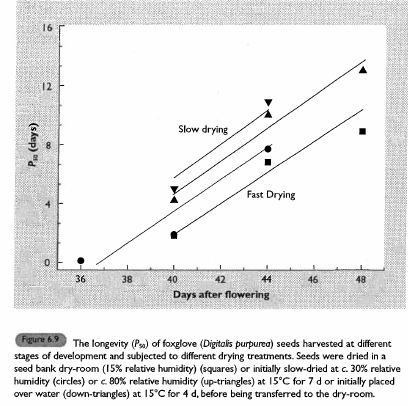 16
12
8
4
0
P50 (days)
Slow drying
Fast Drying
36 38 40 42 44 46 48
Days after flowering
Figure 6.9 The longevity (P50) of foxglove (Digitalis purpurea) seeds harvested at different
stages of development and subjected to different drying treatments. Seeds were dried in a
seed bank dry-room (15% relative humidity) (squares) or initially slow-dried at c. 30% relative
humidity (circles) or c. 80% relative humidity (up-triangles) at 15°C for 7 d or initially placed
over water (down-triangles) at 15°C for 4 d, before being transferred to the dry-room.